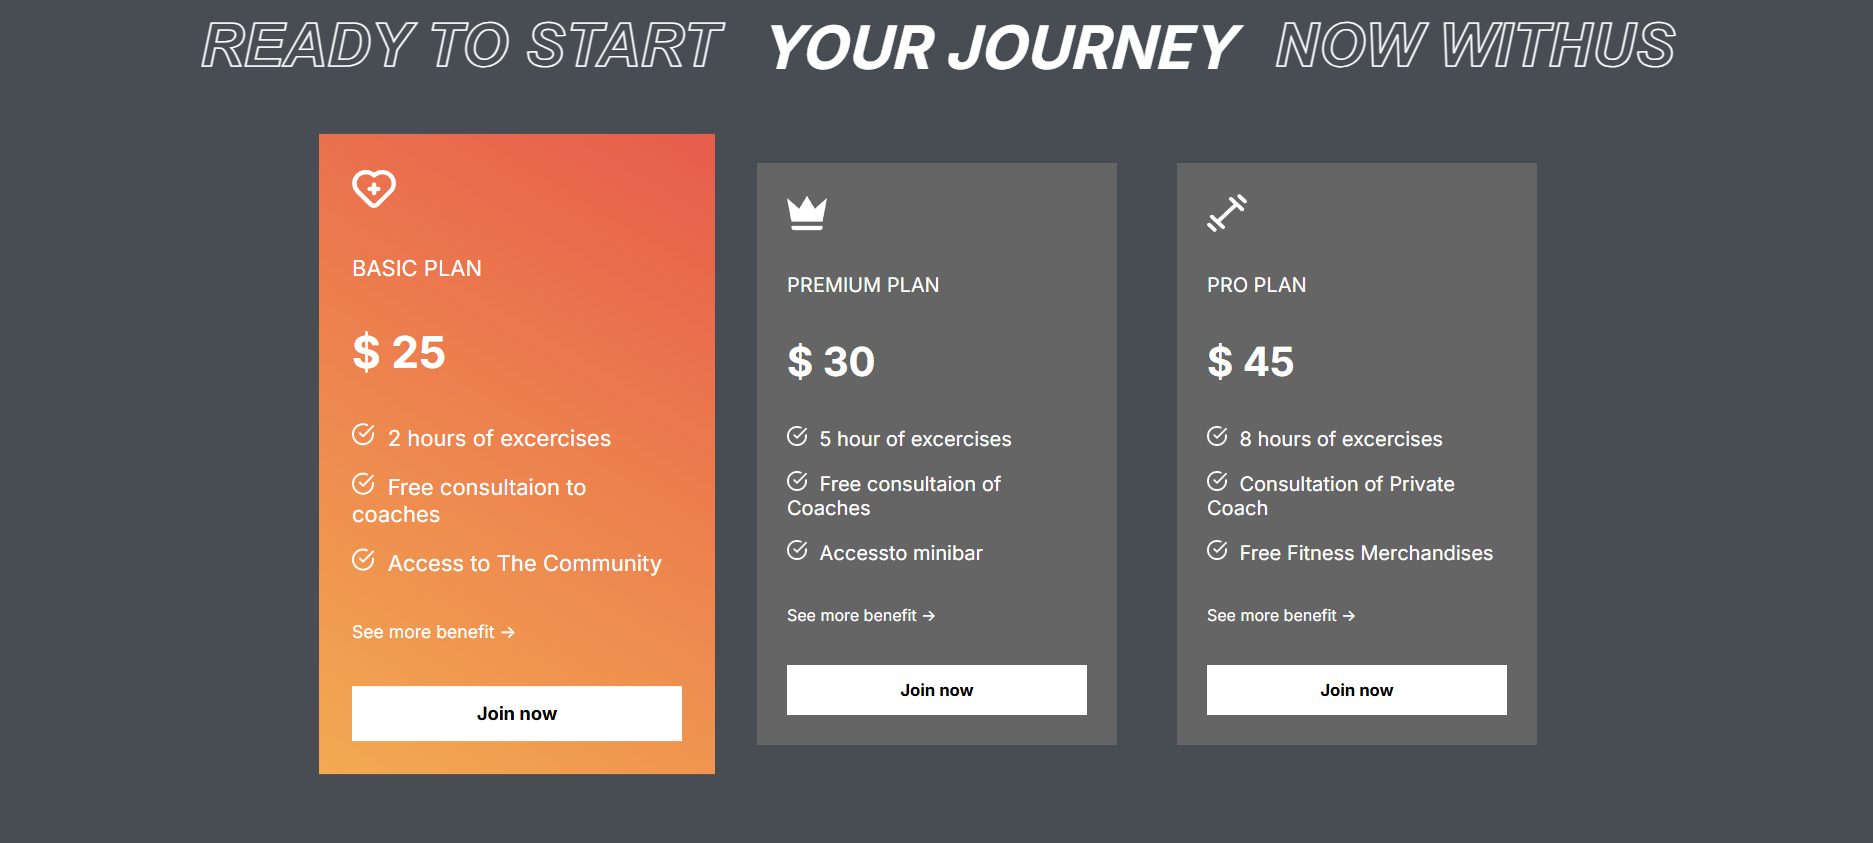 READY TO START YOUR JOURNEY NOW WITHUS
BASIC PLAN
$ 25
2 hours of excercises
Free consultaion to
coaches
Access to The Community
See more benefit →
Join now
PREMIUM PLAN
$ 30
5 hour of excercises
Free consultaion of
Coaches
Accessto minibar
See more benefit →
Join now
PRO PLAN
$ 45
8 hours of excercises
Consultation of Private
Coach
Free Fitness Merchandises
See more benefit →
Join now